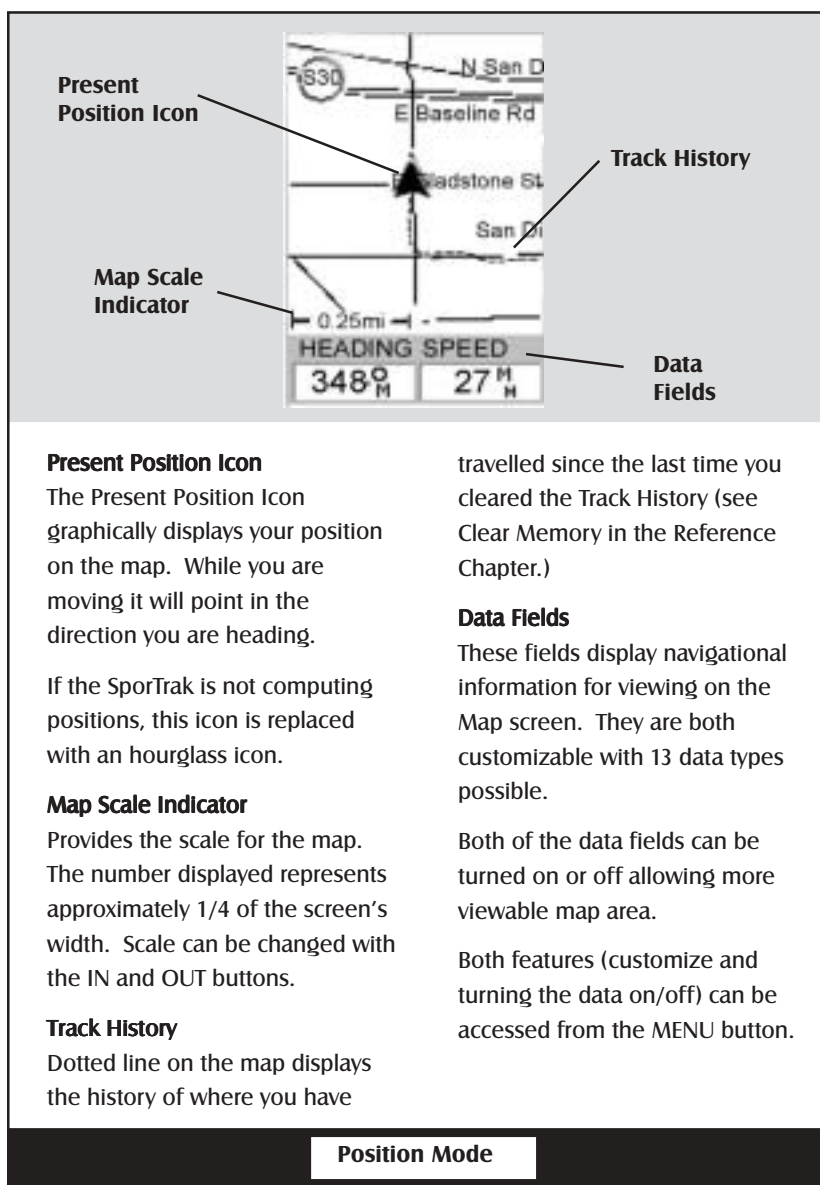 Present
Position Icon
Track History
Map Scale
Indicator
Data
Fields
S30
N San D
E Baseline Rd
Gladstone St
San Di
0.25mi
HEADING SPEED
348°M
27 MH
Present Position Icon
The Present Position Icon
graphically displays your position
on the map. While you are
moving it will point in the
direction you are heading.
If the SporTrak is not computing
positions, this icon is replaced
with an hourglass icon.
Map Scale Indicator
Provides the scale for the map.
The number displayed represents
approximately 1/4 of the screen's
width. Scale can be changed with
the IN and OUT buttons.
Track History
Dotted line on the map displays
the history of where you have
travelled since the last time you
cleared the Track History (see
Clear Memory in the Reference
Chapter.)
Data Fields
These fields display navigational
information for viewing on the
Map screen. They are both
customizable with 13 data types
possible.
Both of the data fields can be
turned on or off allowing more
viewable map area.
Both features (customize and
turning the data on/off) can be
accessed from the MENU button.
Position Mode